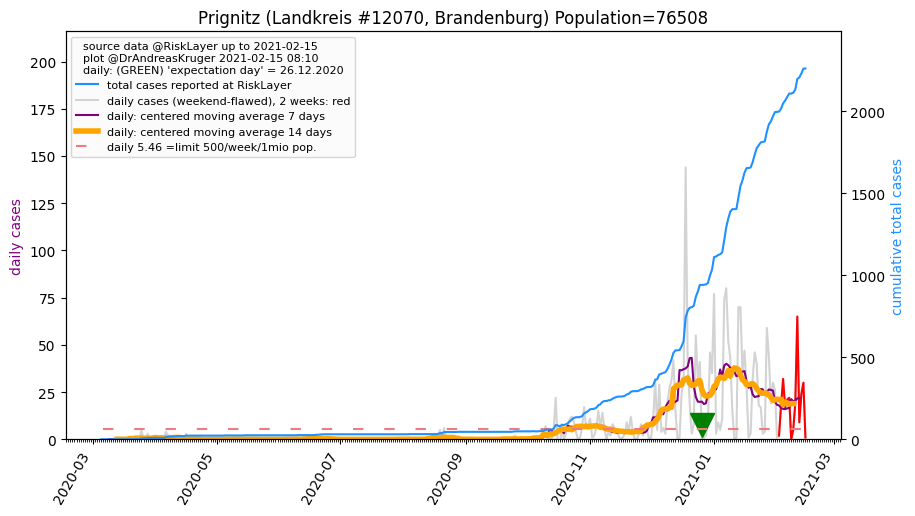 Prignitz (Landkreis #12070, Brandenburg) Population=76508
source data @RiskLayer up to 2021-02-15
plot @DrAndreasKruger 2021-02-15 08:10
daily: (GREEN) 'expectation day' = 26.12.2020
total cases reported at RiskLayer
daily cases (weekend-flawed), 2 weeks: red
daily: centered moving average 7 days
daily: centered moving average 14 days
daily 5.46 =limit 500/week/1mio pop.
daily cases
200
175
150
125
100
75
50
25
0
2000
1500
1000
500
0
cumulative total cases
2020-03
2020-05
2020-07
2020-09
2020-11
2021-01
2021-03